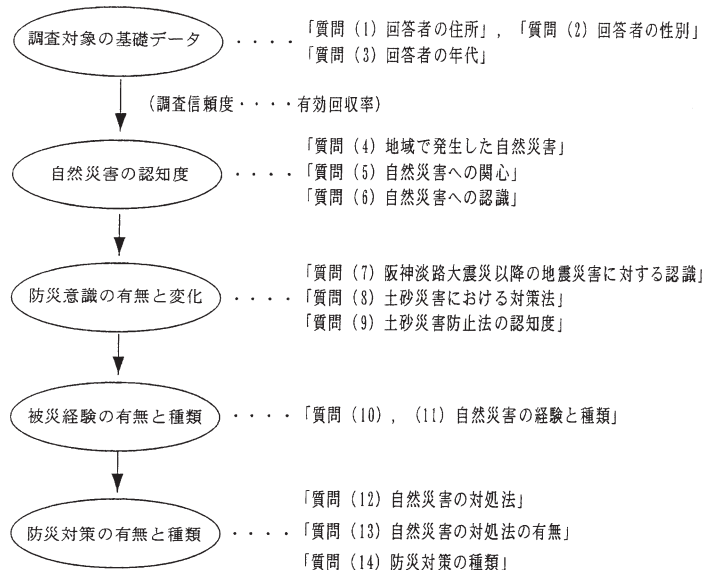 調査対象の基礎データ ・・・・ 「質問（1）回答者の住所」，「質問（2）回答者の性別」
「質問（3）回答者の年代」
（調査信頼度・・・・有効回収率）
「質問（4）地域で発生した自然災害」
自然災害の認知度 ・・・・ 「質問（5）自然災害への関心」
「質問（6）自然災害への認識」
「質問（7）阪神淡路大震災以降の地震災害に対する認識」
防災意識の有無と変化 ・・・・ 「質問（8）土砂災害における対策法」
「質問（9）土砂災害防止法の認知度」
被災経験の有無と種類 ・・・・ 「質問（10），（11）自然災害の経験と種類」
「質問（12）自然災害の対処法」
防災対策の有無と種類 ・・・・ 「質問（13）自然災害の対処法の有無」
「質問（14）防災対策の種類」